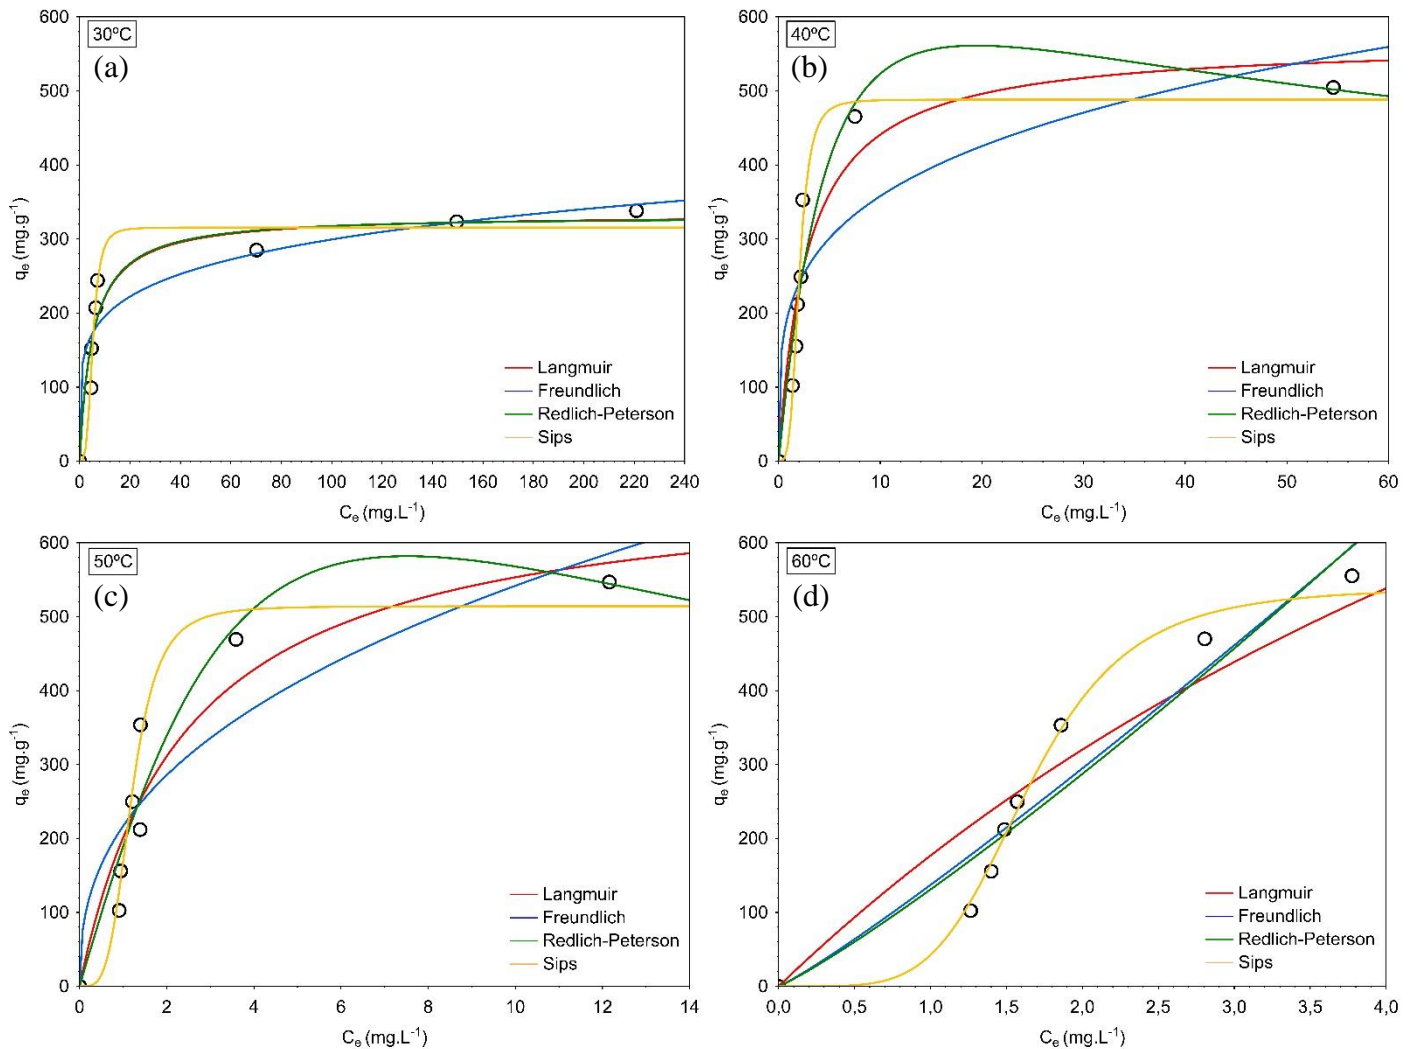 30ºC
(a)
600
500
400
300
200
100
0
qₑ (mg.g⁻¹)
0 20 40 60 80 100 120 140 160 180 200 220 240
Cₑ (mg.L⁻¹)
Langmuir
Freundlich
Redlich-Peterson
Sips
40ºC
(b)
600
500
400
300
200
100
0
qₑ (mg.g⁻¹)
0 10 20 30 40 50 60
Cₑ (mg.L⁻¹)
Langmuir
Freundlich
Redlich-Peterson
Sips
50ºC
(c)
600
500
400
300
200
100
0
qₑ (mg.g⁻¹)
0 2 4 6 8 10 12 14
Cₑ (mg.L⁻¹)
Langmuir
Freundlich
Redlich-Peterson
Sips
60ºC
(d)
600
500
400
300
200
100
0
qₑ (mg.g⁻¹)
0,0 0,5 1,0 1,5 2,0 2,5 3,0 3,5 4,0
Cₑ (mg.L⁻¹)
Langmuir
Freundlich
Redlich-Peterson
Sips